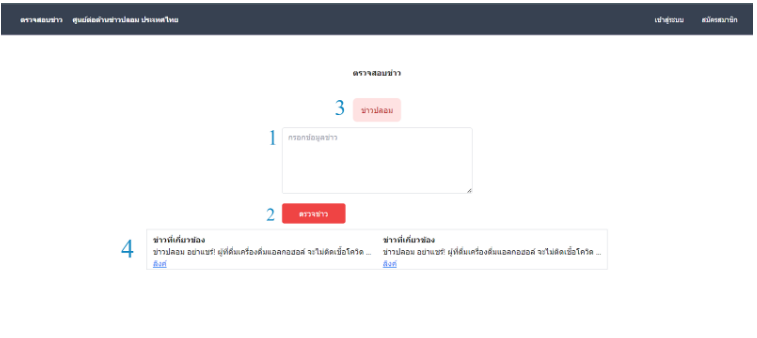 ตรวจสอบข่าว ศูนย์ต่อต้านข่าวปลอม ประเทศไทย เข้าสู่ระบบ สมัครสมาชิก
ตรวจสอบข่าว
3 ข่าวปลอม
1 กรอกข้อมูลข่าว
2 ตรวจข่าว
4
ข่าวที่เกี่ยวข้อง ข่าวที่เกี่ยวข้อง
ข่าวปลอม อย่าแชร์! ผู้ที่ดื่มเครื่องดื่มแอลกอฮอล์ จะไม่ติดเชื้อโควิด ... ข่าวปลอม อย่าแชร์! ผู้ที่ดื่มเครื่องดื่มแอลกอฮอล์ จะไม่ติดเชื้อโควิด ...
ลิงค์ ลิงค์